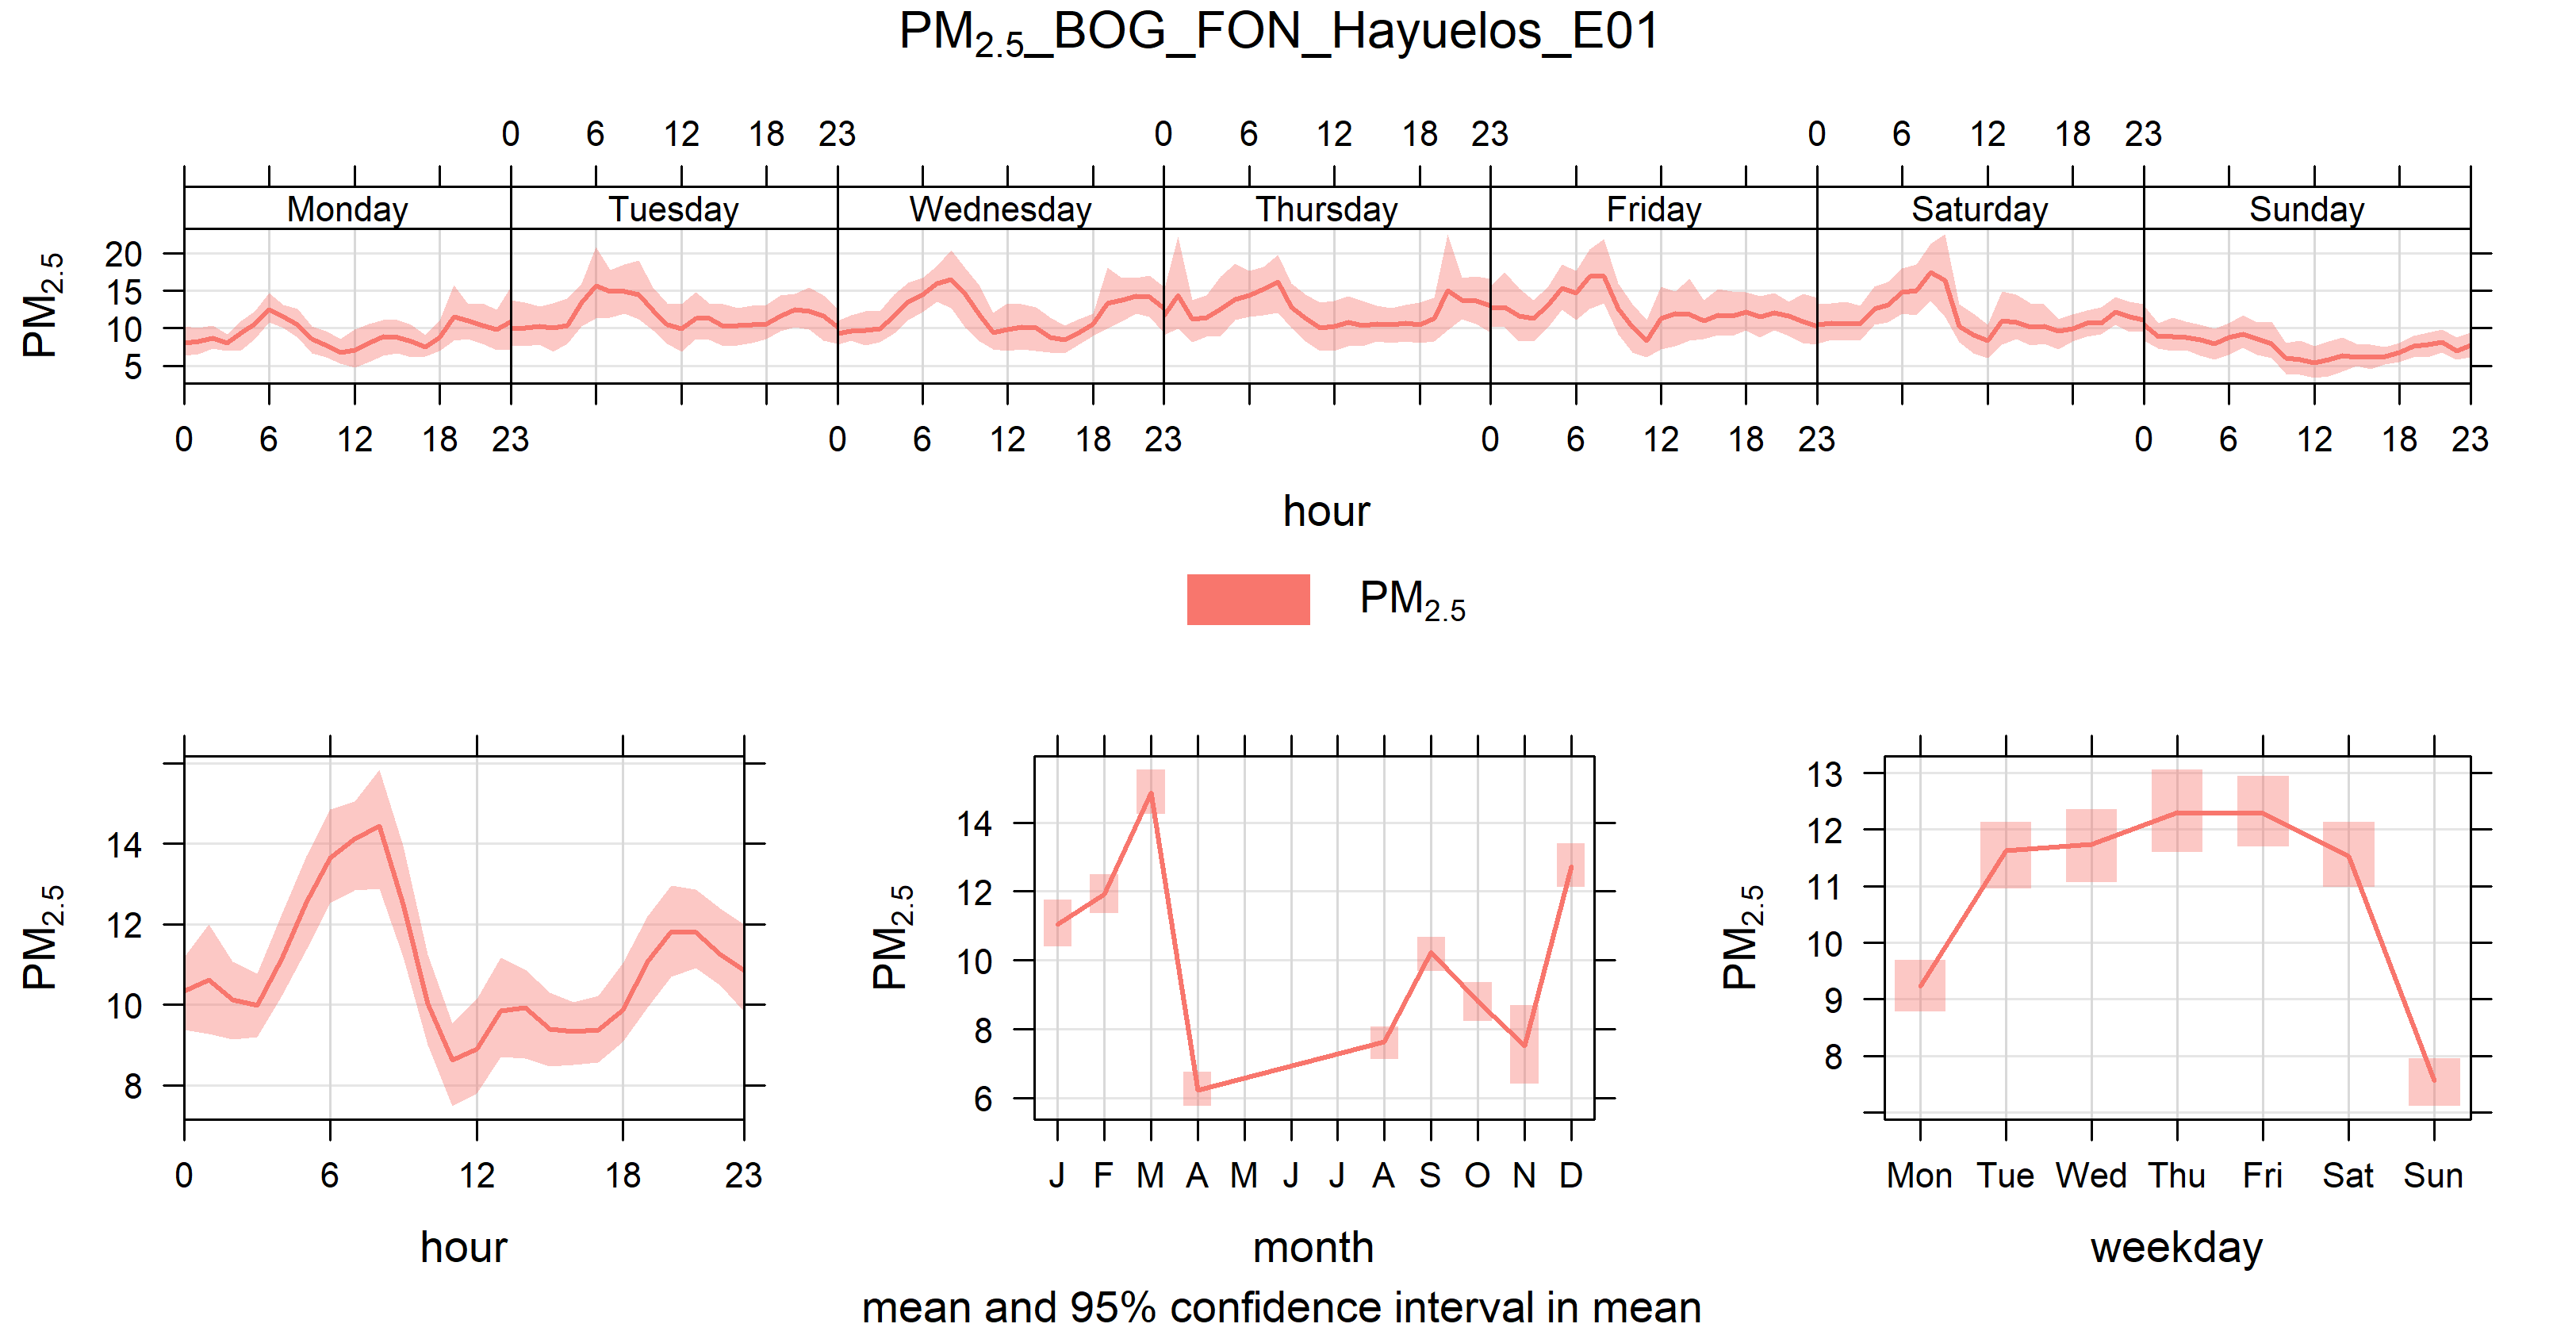 PM2.5_BOG_FON_Hayuelos_E01
0 6 12 18 23 0 6 12 18 23 0 6 12 18 23
Monday Tuesday Wednesday Thursday Friday Saturday Sunday
PM2.5
20
15
10
5
0 6 12 18 23 0 6 12 18 23 0 6 12 18 23 0 6 12 18 23
hour
PM2.5
PM2.5
14
12
10
8
0 6 12 18 23
hour
PM2.5
14
12
10
8
6
J F M A M J J A S O N D
month
PM2.5
13
12
11
10
9
8
Mon Tue Wed Thu Fri Sat Sun
weekday
mean and 95% confidence interval in mean